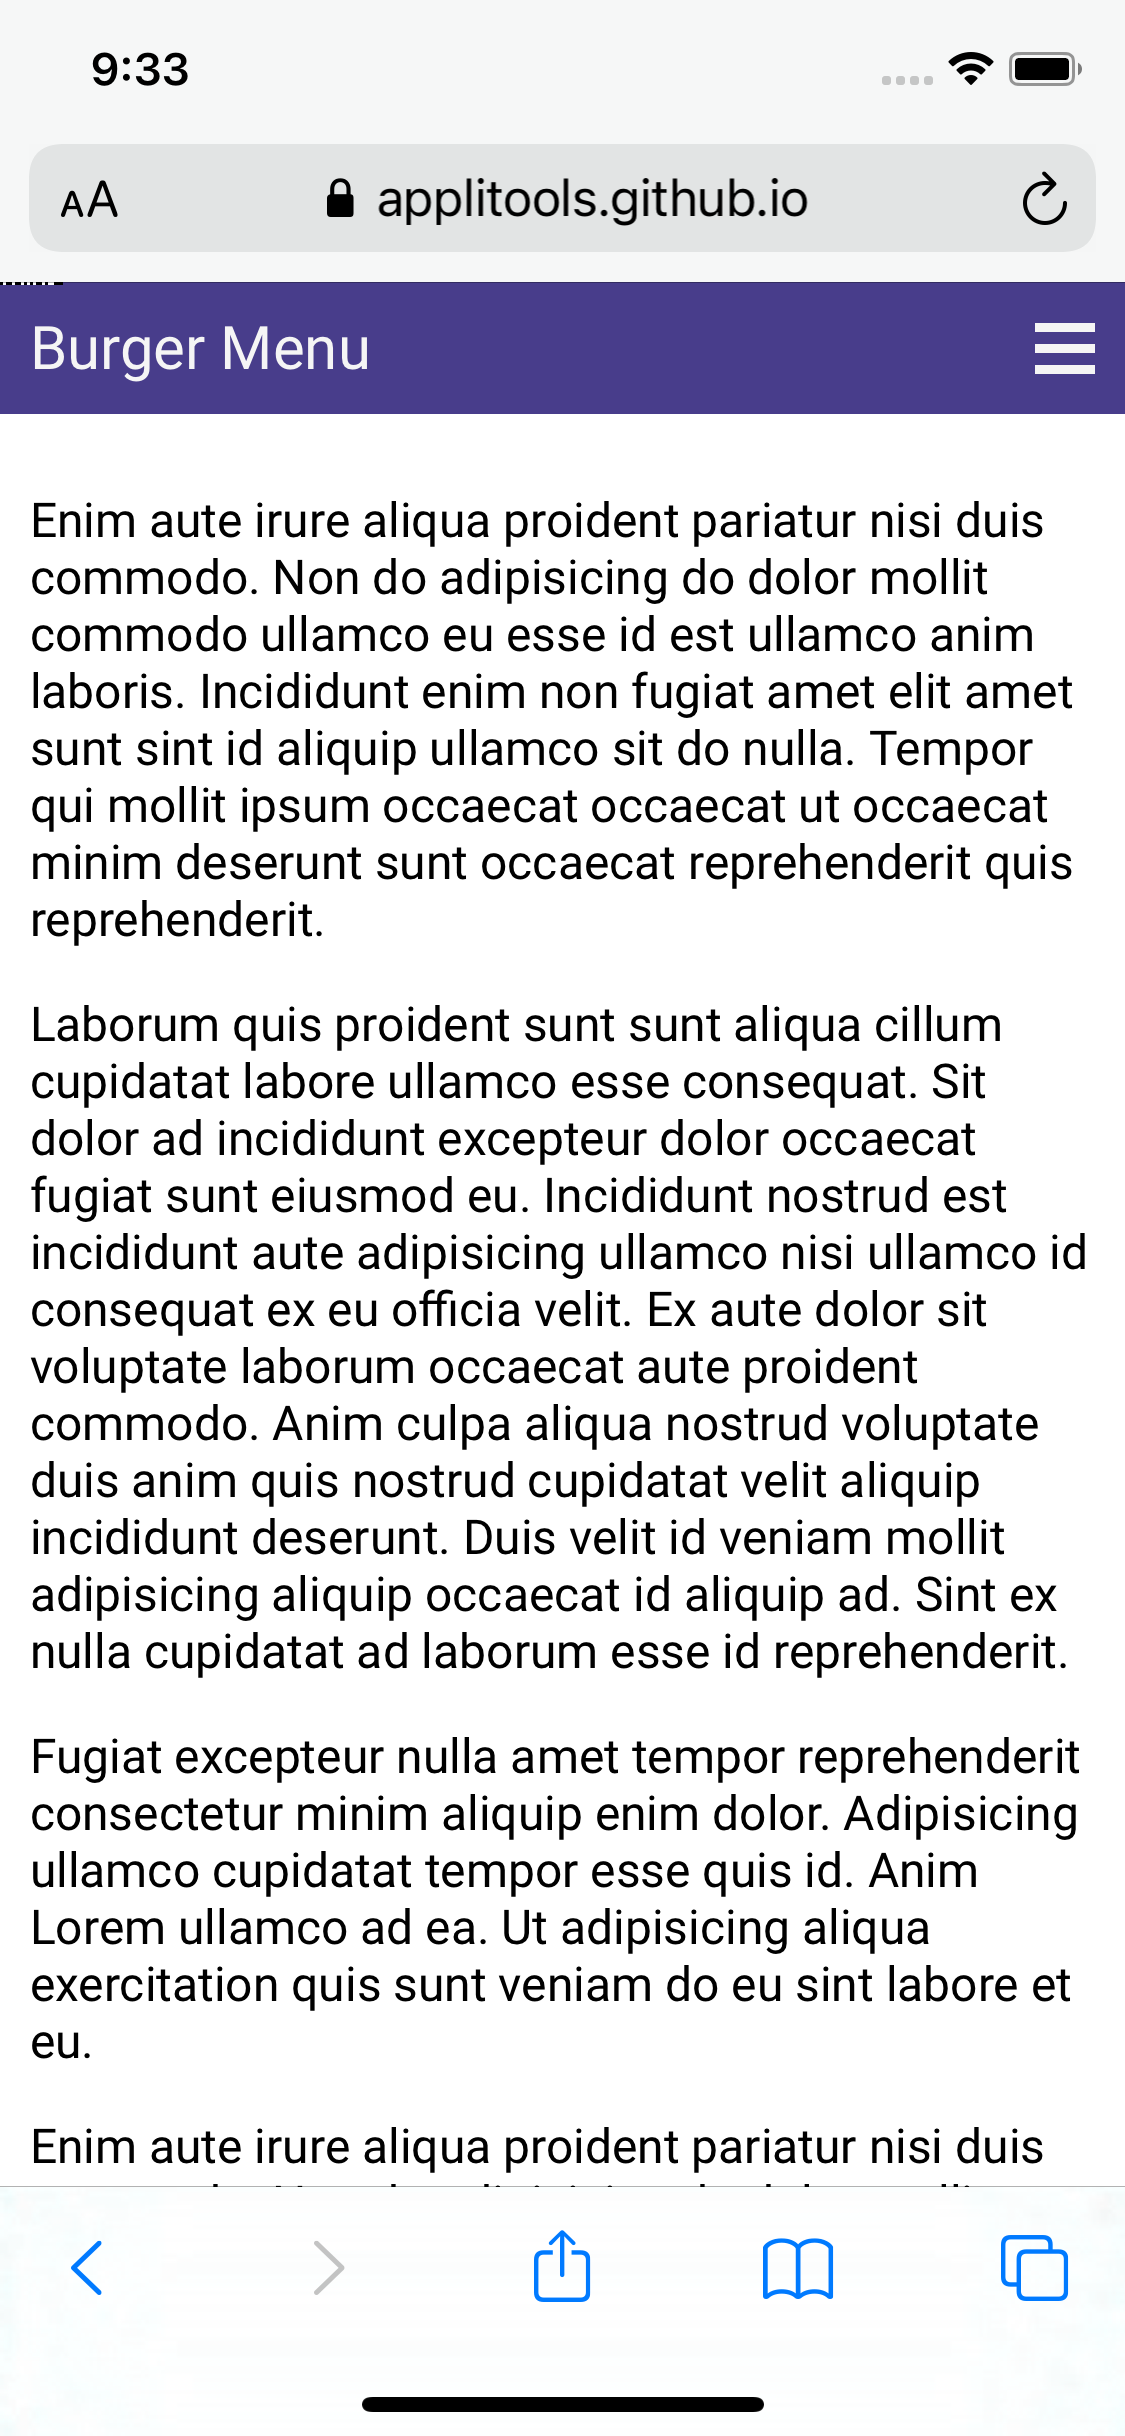 9:33
AA applitools.github.io
Burger Menu
Enim aute irure aliqua proident pariatur nisi duis
commodo. Non do adipisicing do dolor mollit
commodo ullamco eu esse id est ullamco anim
laboris. Incididunt enim non fugiat amet elit amet
sunt sint id aliquip ullamco sit do nulla. Tempor
qui mollit ipsum occaecat occaecat ut occaecat
minim deserunt sunt occaecat reprehenderit quis
reprehenderit.
Laborum quis proident sunt sunt aliqua cillum
cupidatat labore ullamco esse consequat. Sit
dolor ad incididunt excepteur dolor occaecat
fugiat sunt eiusmod eu. Incididunt nostrud est
incididunt aute adipisicing ullamco nisi ullamco id
consequat ex eu officia velit. Ex aute dolor sit
voluptate laborum occaecat aute proident
commodo. Anim culpa aliqua nostrud voluptate
duis anim quis nostrud cupidatat velit aliquip
incididunt deserunt. Duis velit id veniam mollit
adipisicing aliquip occaecat id aliquip ad. Sint ex
nulla cupidatat ad laborum esse id reprehenderit.
Fugiat excepteur nulla amet tempor reprehenderit
consectetur minim aliquip enim dolor. Adipisicing
ullamco cupidatat tempor esse quis id. Anim
Lorem ullamco ad ea. Ut adipisicing aliqua
exercitation quis sunt veniam do eu sint labore et
eu.
Enim aute irure aliqua proident pariatur nisi duis